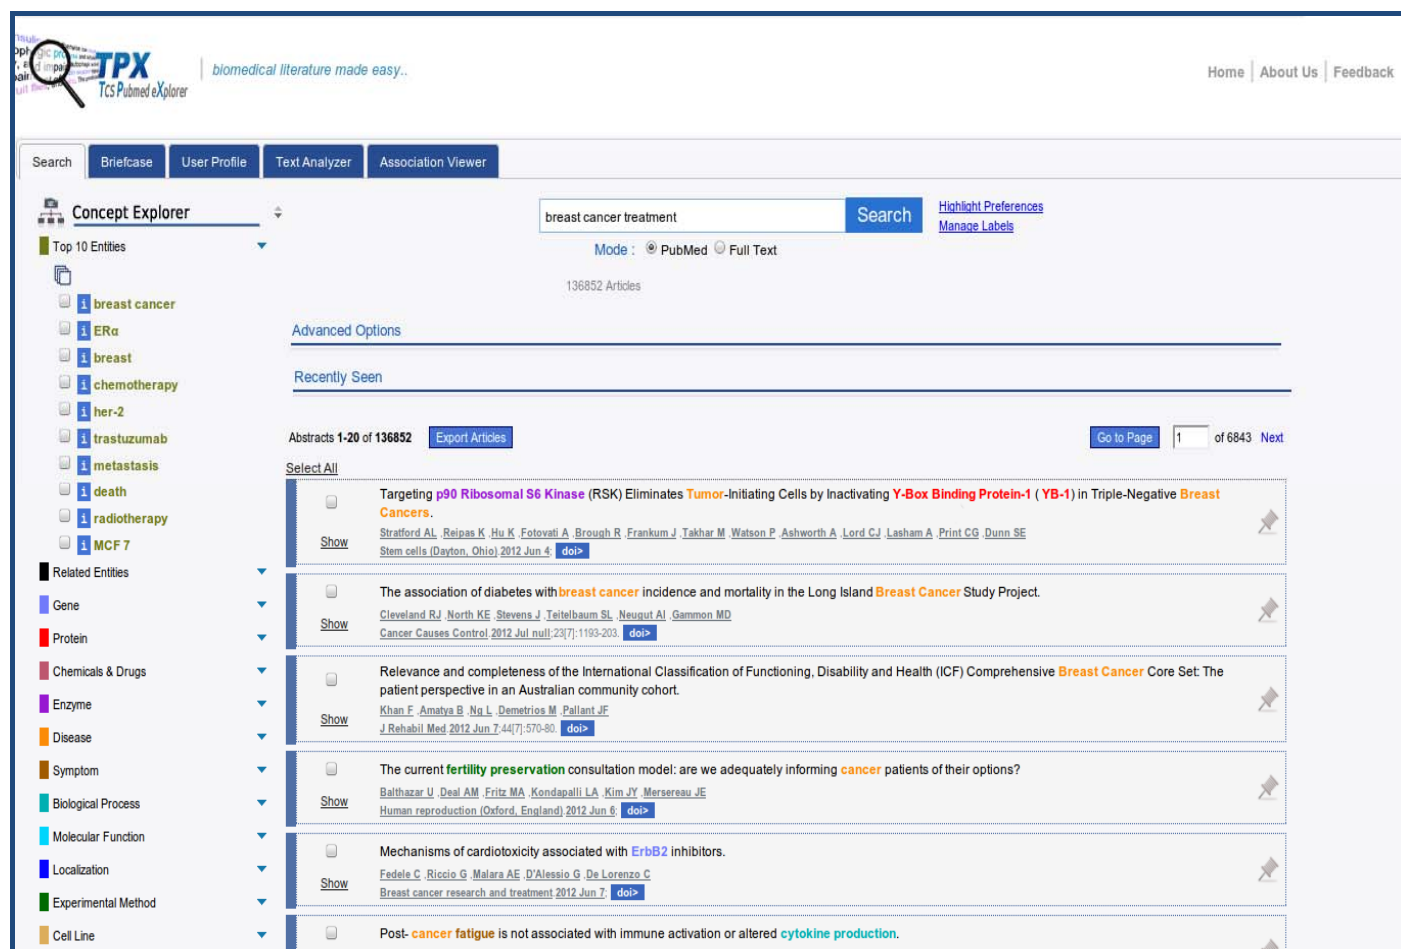 TPX
TCS Pubmed eXplorer
biomedical literature made easy..
Home | About Us | Feedback
Search
Briefcase
User Profile
Text Analyzer
Association Viewer
Concept Explorer
Top 10 Entities
i breast cancer
i ERα
i breast
i chemotherapy
i her-2
i trastuzumab
i metastasis
i death
i radiotherapy
i MCF 7
Related Entities
Gene
Protein
Chemicals & Drugs
Enzyme
Disease
Symptom
Biological Process
Molecular Function
Localization
Experimental Method
Cell Line
breast cancer treatment
Search
Highlight Preferences
Manage Labels
Mode : PubMed Full Text
136852 Articles
Advanced Options
Recently Seen
Abstracts 1-20 of 136852 Export Articles
Go to Page 1 of 6843 Next
Select All
Targeting p90 Ribosomal S6 Kinase (RSK) Eliminates Tumor-Initiating Cells by Inactivating Y-Box Binding Protein-1 ( YB-1) in Triple-Negative Breast
Cancers.
Stratford AL ,Reipas K ,Hu K ,Fotovati A ,Brough R ,Frankum J ,Takhar M ,Watson P ,Ashworth A ,Lord CJ ,Lasham A ,Print CG ,Dunn SE
Show
Stem cells (Dayton, Ohio).2012 Jun 4; doi>
The association of diabetes with breast cancer incidence and mortality in the Long Island Breast Cancer Study Project.
Cleveland RJ ,North KE ,Stevens J ,Teitelbaum SL ,Neugut AI ,Gammon MD
Show
Cancer Causes Control.2012 Jul null;23[7]:1193-203. doi>
Relevance and completeness of the International Classification of Functioning, Disability and Health (ICF) Comprehensive Breast Cancer Core Set: The
patient perspective in an Australian community cohort.
Khan F ,Amatya B ,Ng L ,Demetrios M ,Pallant JF
Show
J Rehabil Med.2012 Jun 7;44[7]:570-80. doi>
The current fertility preservation consultation model: are we adequately informing cancer patients of their options?
Balthazar U ,Deal AM ,Fritz MA ,Kondapalli LA ,Kim JY ,Mersereau JE
Show
Human reproduction (Oxford, England).2012 Jun 6; doi>
Mechanisms of cardiotoxicity associated with ErbB2 inhibitors.
Fedele C ,Riccio G ,Malara AE ,D'Alessio G ,De Lorenzo C
Show
Breast cancer research and treatment.2012 Jun 7; doi>
Post- cancer fatigue is not associated with immune activation or altered cytokine production.